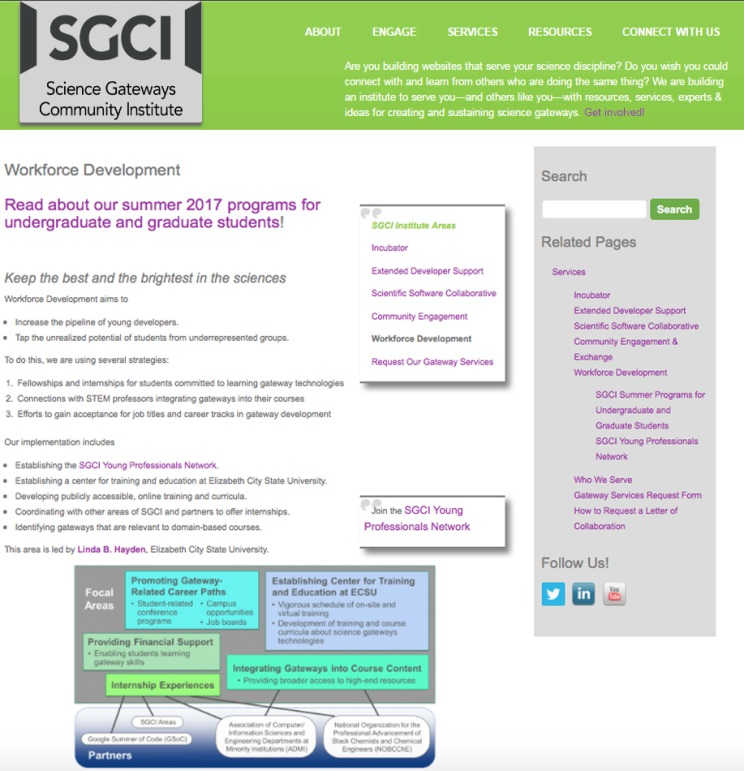 SGCI
Science Gateways
Community Institute
ABOUT ENGAGE SERVICES RESOURCES CONNECT WITH US
Are you building websites that serve your science discipline? Do you wish you could
connect with and learn from others who are doing the same thing? We are building
an institute to serve you—and others like you—with resources, services, experts &
ideas for creating and sustaining science gateways. Get involved!
Workforce Development
Read about our summer 2017 programs for
undergraduate and graduate students!
Keep the best and the brightest in the sciences
Workforce Development aims to
• Increase the pipeline of young developers.
• Tap the unrealized potential of students from underrepresented groups.
To do this, we are using several strategies:
1. Fellowships and internships for students committed to learning gateway technologies
2. Connections with STEM professors integrating gateways into their courses
3. Efforts to gain acceptance for job titles and career tracks in gateway development
Our implementation includes
• Establishing the SGCI Young Professionals Network.
• Establishing a center for training and education at Elizabeth City State University.
• Developing publicly accessible, online training and curricula.
• Coordinating with other areas of SGCI and partners to offer internships.
• Identifying gateways that are relevant to domain-based courses.
This area is led by Linda B. Hayden, Elizabeth City State University.
SGCI Institute Areas
Incubator
Extended Developer Support
Scientific Software Collaborative
Community Engagement
Workforce Development
Request Our Gateway Services
Join the SGCI Young
Professionals Network
Search
Search
Related Pages
Services
Incubator
Extended Developer Support
Scientific Software Collaborative
Community Engagement &
Exchange
Workforce Development
SGCI Summer Programs for
Undergraduate and
Graduate Students
SGCI Young Professionals
Network
Who We Serve
Gateway Services Request Form
How to Request a Letter of
Collaboration
Follow Us!
in
You
Tube
Focal
Areas
Promoting Gateway-
Related Career Paths
• Student-related
conference
programs
• Campus
opportunities
• Job boards
Establishing Center for Training
and Education at ECSU
• Vigorous schedule of on-site and
virtual training
• Development of training and course
curricula about science gateways
technologies
Providing Financial Support
• Enabling students learning
gateway skills
Integrating Gateways into Course Content
• Providing broader access to high-end resources
Internship Experiences
SGCI Areas
Google Summer of Code (GSoC)
Association of Computer/
Information Sciences and
Engineering Departments at
Minority Institutions (ADMI)
National Organization for the
Professional Advancement of
Black Chemists and Chemical
Engineers (NOBCChE)
Partners